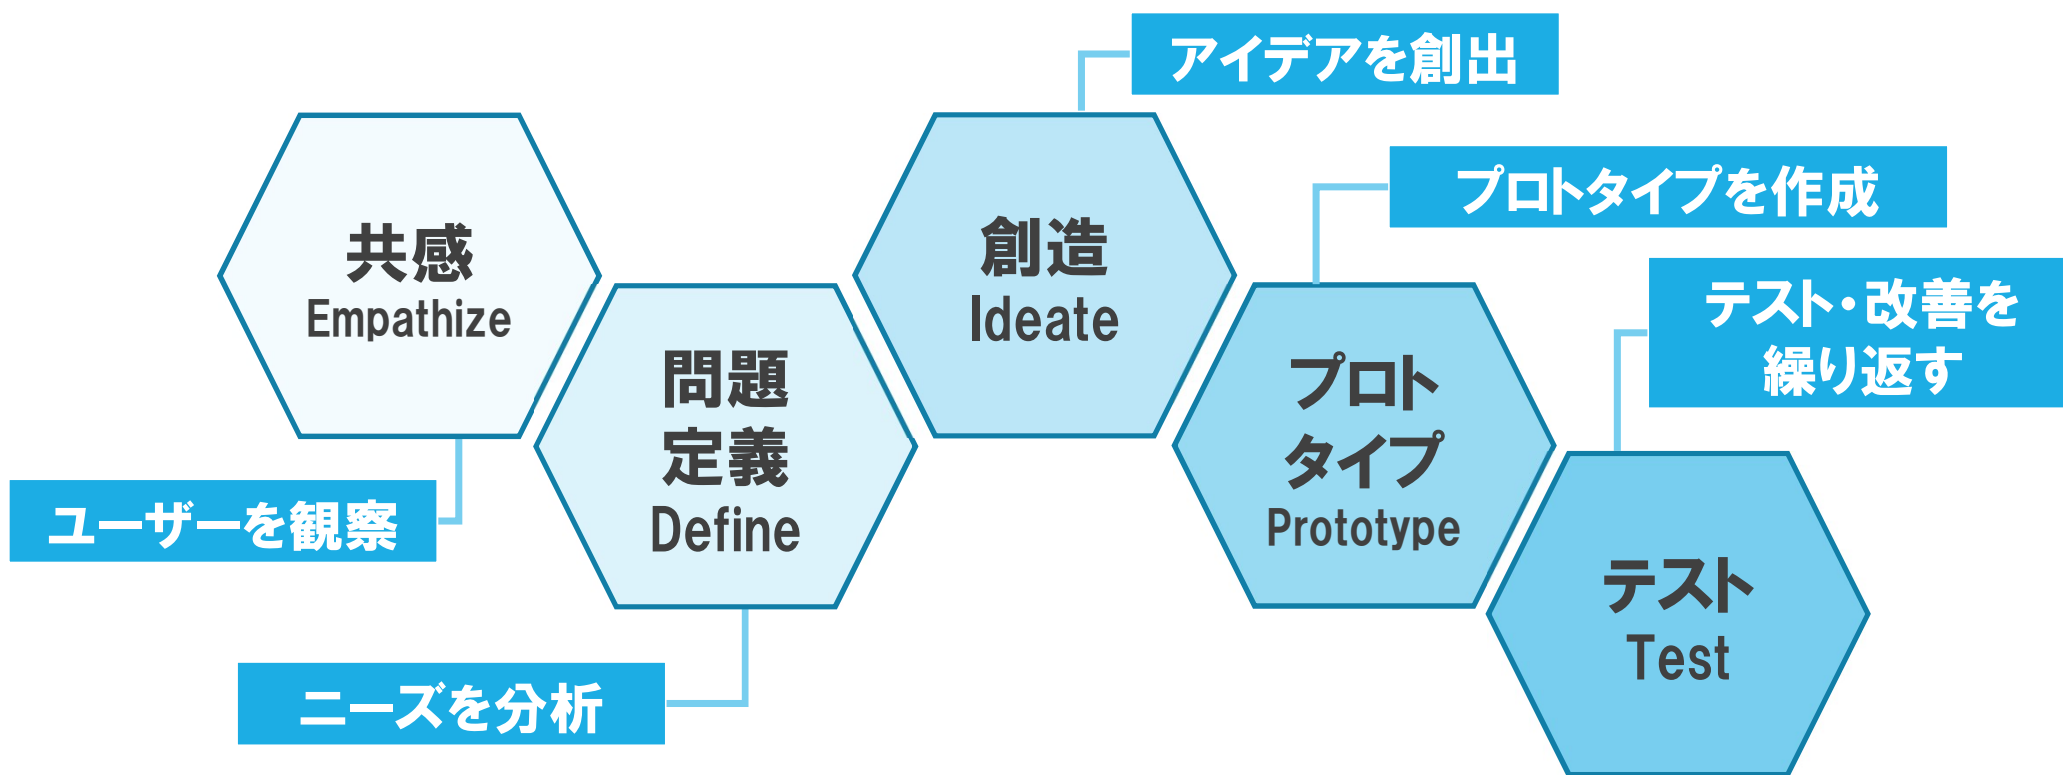 共感
Empathize
ユーザーを観察
問題
定義
Define
ニーズを分析
創造
Ideate
アイデアを創出
プロト
タイプ
Prototype
プロトタイプを作成
テスト
Test
テスト・改善を
繰り返す